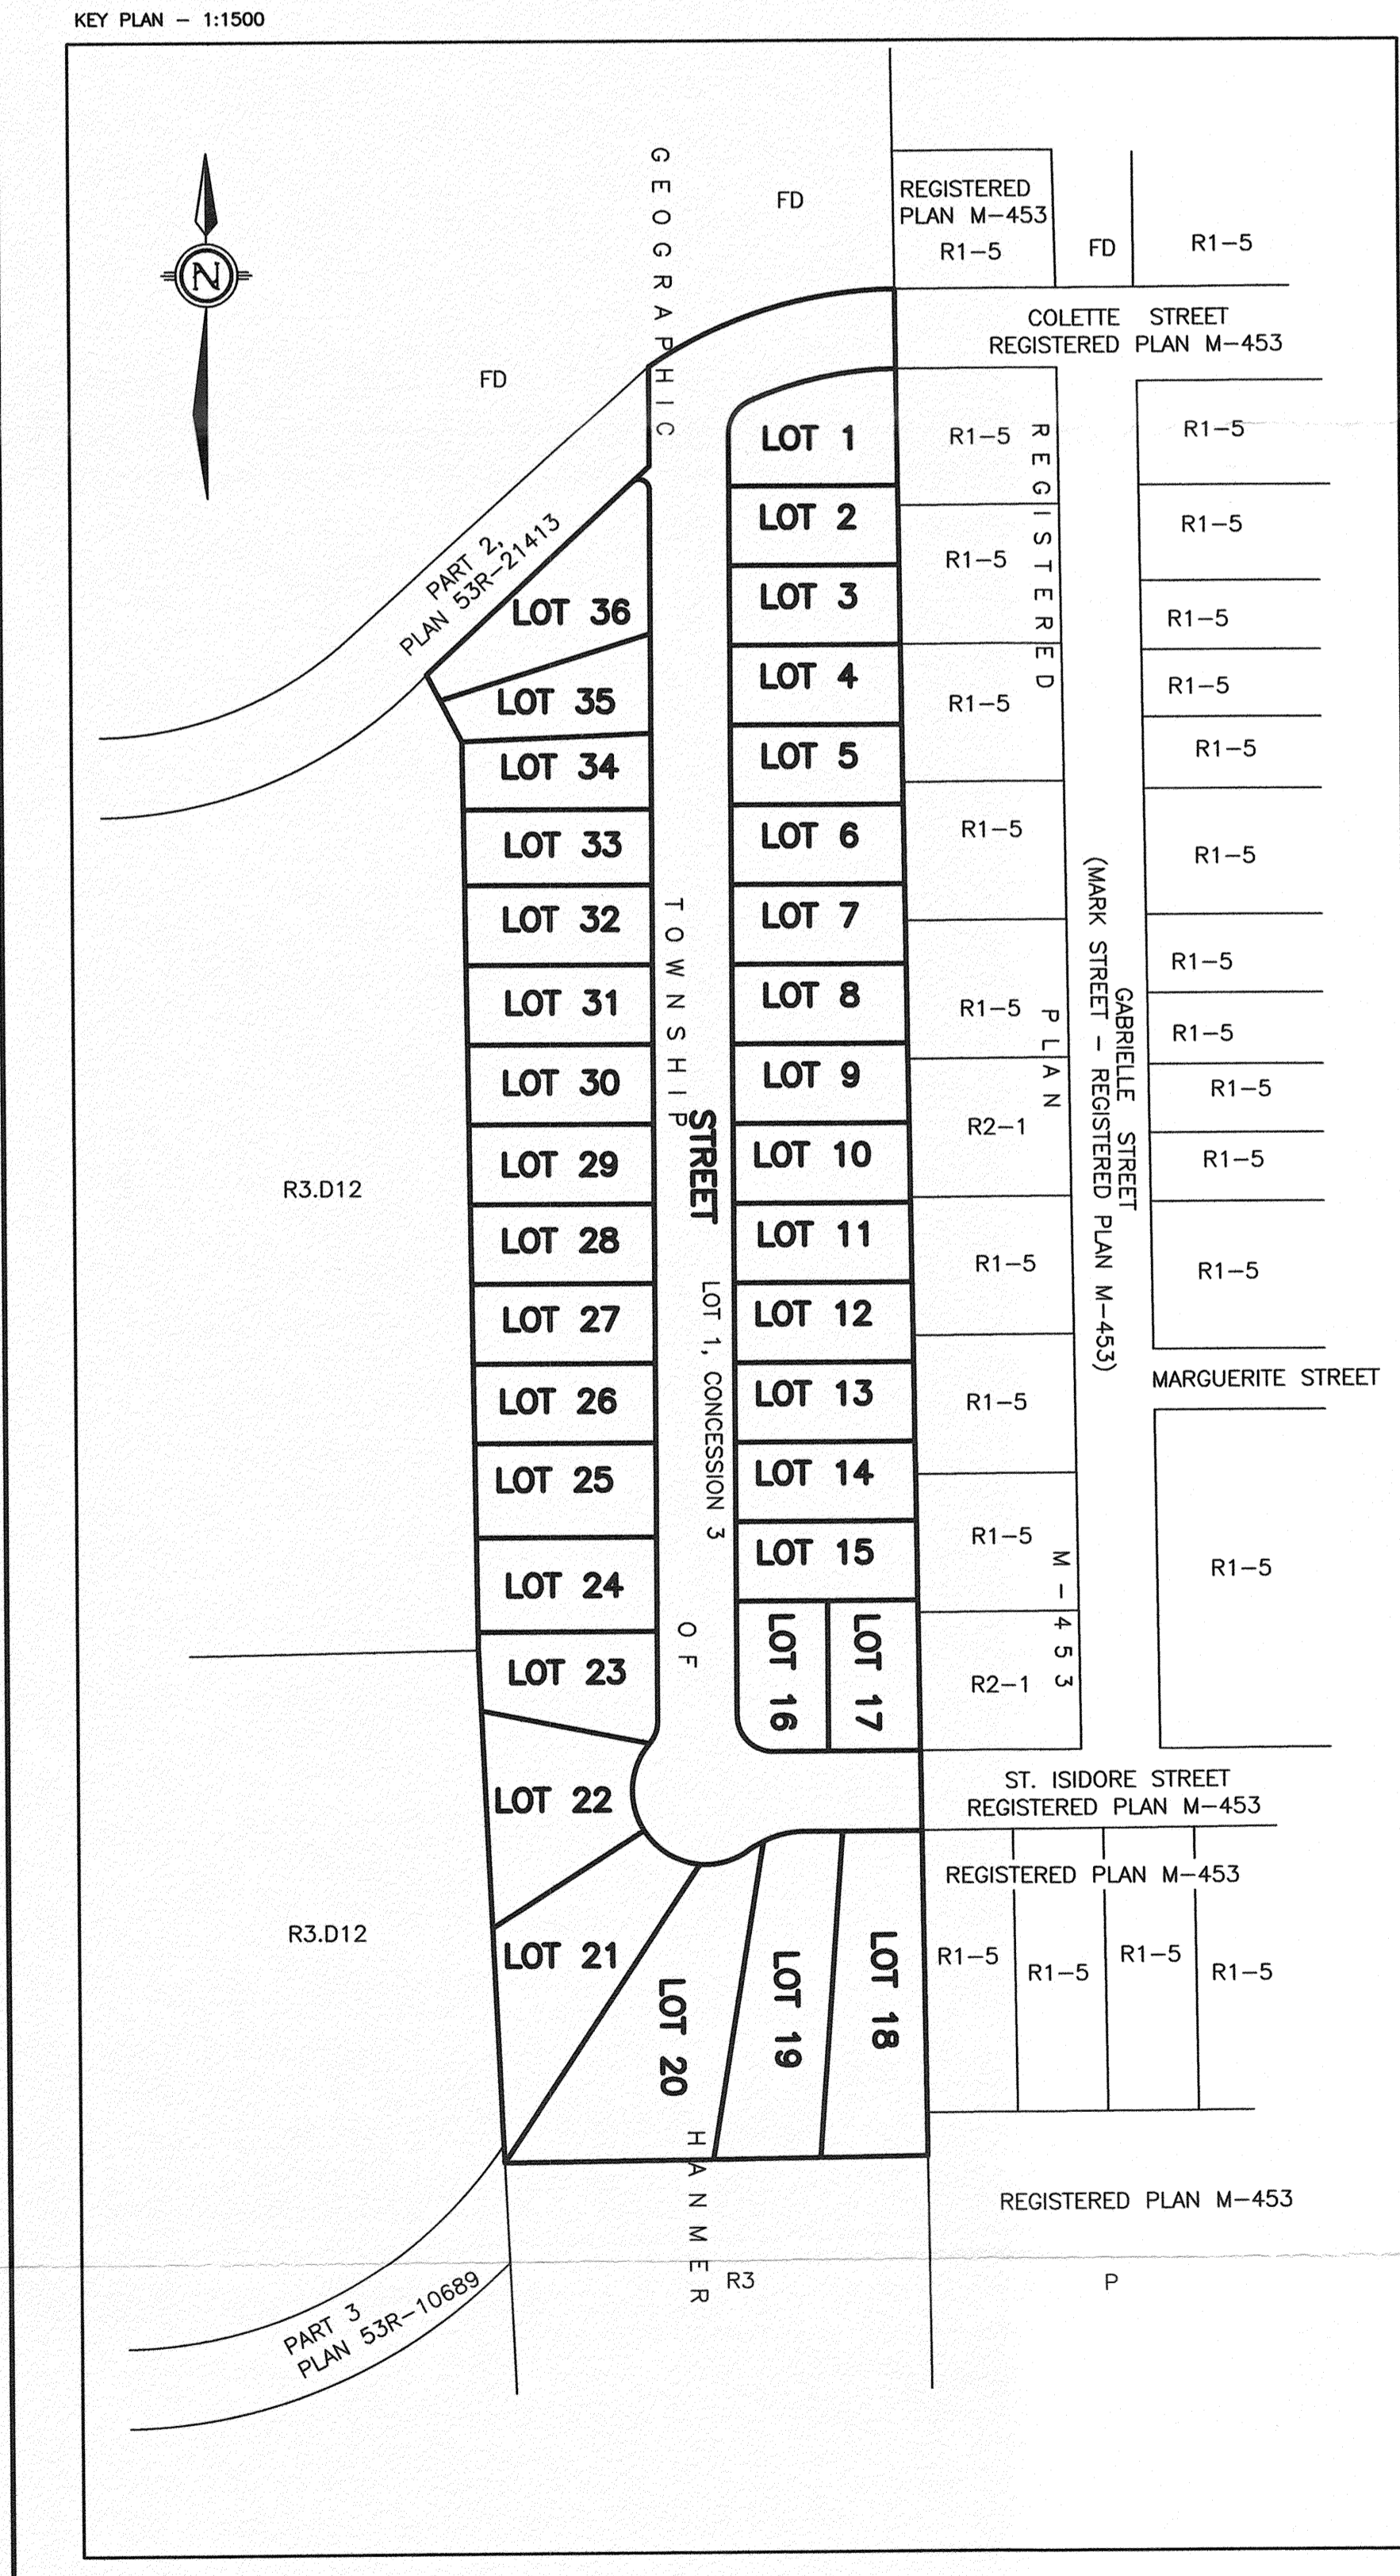 KEY PLAN – 1:1500
N
GEOGRAPHIC
FD
REGISTERED
PLAN M–453
R1–5
FD
R1–5
COLETTE STREET
REGISTERED PLAN M–453
FD
PART 2,
PLAN 53R–21413
LOT 1
LOT 2
LOT 3
LOT 4
LOT 5
LOT 6
LOT 7
LOT 8
LOT 9
LOT 10
LOT 11
LOT 12
LOT 13
LOT 14
LOT 15
LOT 16
LOT 17
LOT 36
LOT 35
LOT 34
LOT 33
LOT 32
LOT 31
LOT 30
LOT 29
LOT 28
LOT 27
LOT 26
LOT 25
LOT 24
LOT 23
LOT 22
LOT 21
LOT 20
LOT 19
LOT 18
TOWNSHIP
STREET
LOT 1, CONCESSION 3
OF
HANMER
R3.D12
R3.D12
R1–5
R1–5
R1–5
R1–5
R1–5
R2–1
R1–5
R1–5
R1–5
R2–1
REGISTERED
PLAN
M–453
GABRIELLE STREET
(MARK STREET – REGISTERED PLAN M–453)
R1–5
R1–5
R1–5
R1–5
R1–5
R1–5
R1–5
R1–5
R1–5
R1–5
R1–5
MARGUERITE STREET
R1–5
ST. ISIDORE STREET
REGISTERED PLAN M–453
REGISTERED PLAN M–453
R1–5
R1–5
R1–5
R1–5
REGISTERED PLAN M–453
R3
P
PART 3
PLAN 53R–10689